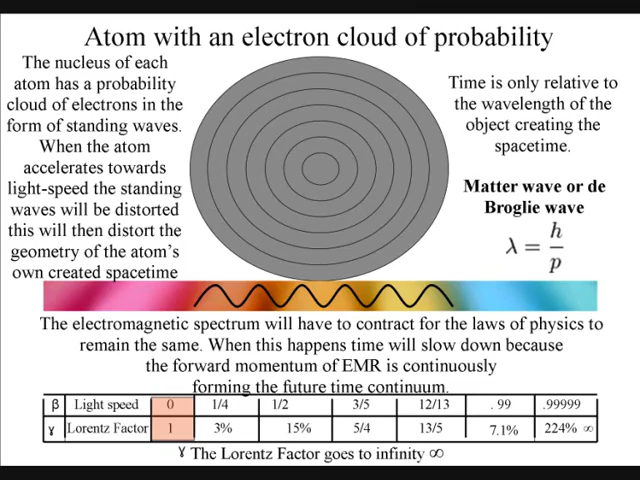 Atom with an electron cloud of probability
The nucleus of each
atom has a probability
cloud of electrons in the
form of standing waves.
When the atom
accelerates towards
light-speed the standing
waves will be distorted
this will then distort the
geometry of the atom's
own created spacetime
Time is only relative to
the wavelength of the
object creating the
spacetime.
Matter wave or de
Broglie wave
λ = h/p
The electromagnetic spectrum will have to contract for the laws of physics to
remain the same. When this happens time will slow down because
the forward momentum of EMR is continuously
forming the future time continuum.
β Light speed 0 1/4 1/2 3/5 12/13 . 99 .99999
γ Lorentz Factor 1 3% 15% 5/4 13/5 7.1% 224% ∞
γ The Lorentz Factor goes to infinity ∞